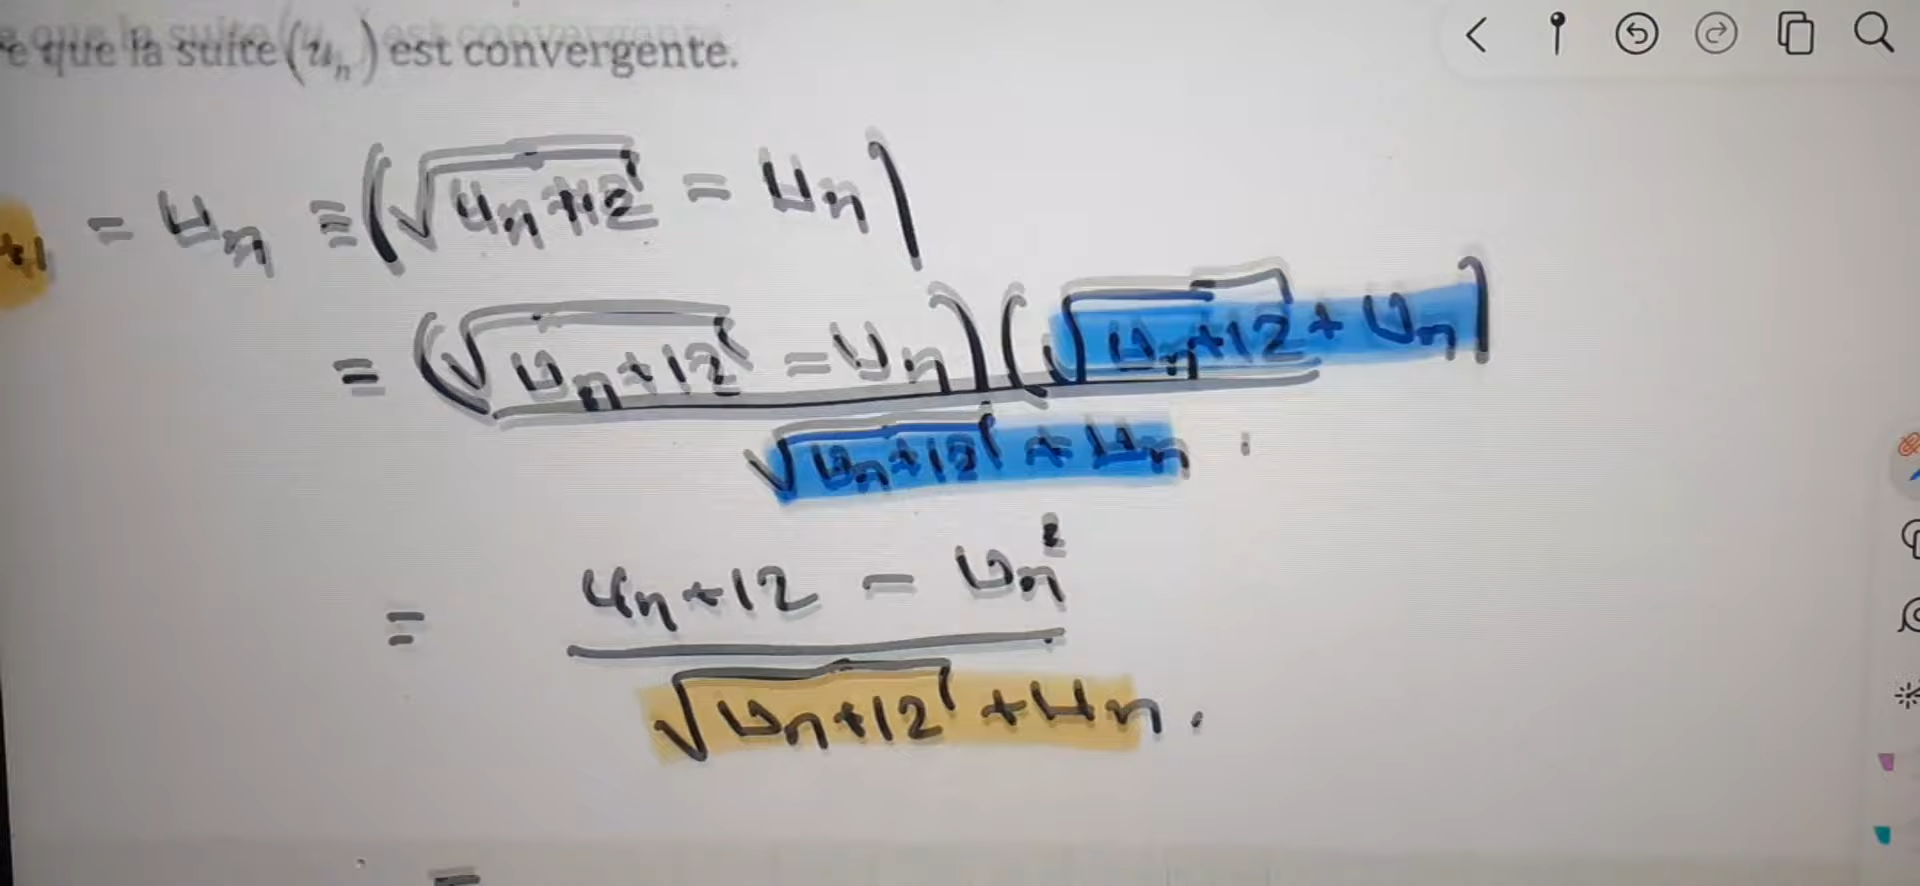 e que la suite (uₙ) est convergente.
+1 - Uₙ = (√(Uₙ+12) - Uₙ)
= (√(Uₙ+12) - Uₙ)(√(Uₙ+12) + Uₙ)
√(Uₙ+12) + Uₙ .
= Uₙ+12 - Uₙ²
√(Uₙ+12) + Uₙ .
=